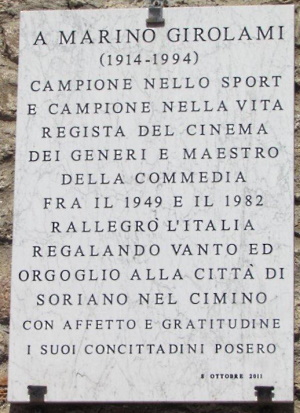 A MARINO GIROLAMI
(1914-1994)
CAMPIONE NELLO SPORT
E CAMPIONE NELLA VITA
REGISTA DEL CINEMA
DEI GENERI E MAESTRO
DELLA COMMEDIA
FRA IL 1949 E IL 1982
RALLEGRÒ L'ITALIA
REGALANDO VANTO ED
ORGOGLIO ALLA CITTÀ DI
SORIANO NEL CIMINO
CON AFFETTO E GRATITUDINE
I SUOI CONCITTADINI POSERO
8 OTTOBRE 2011